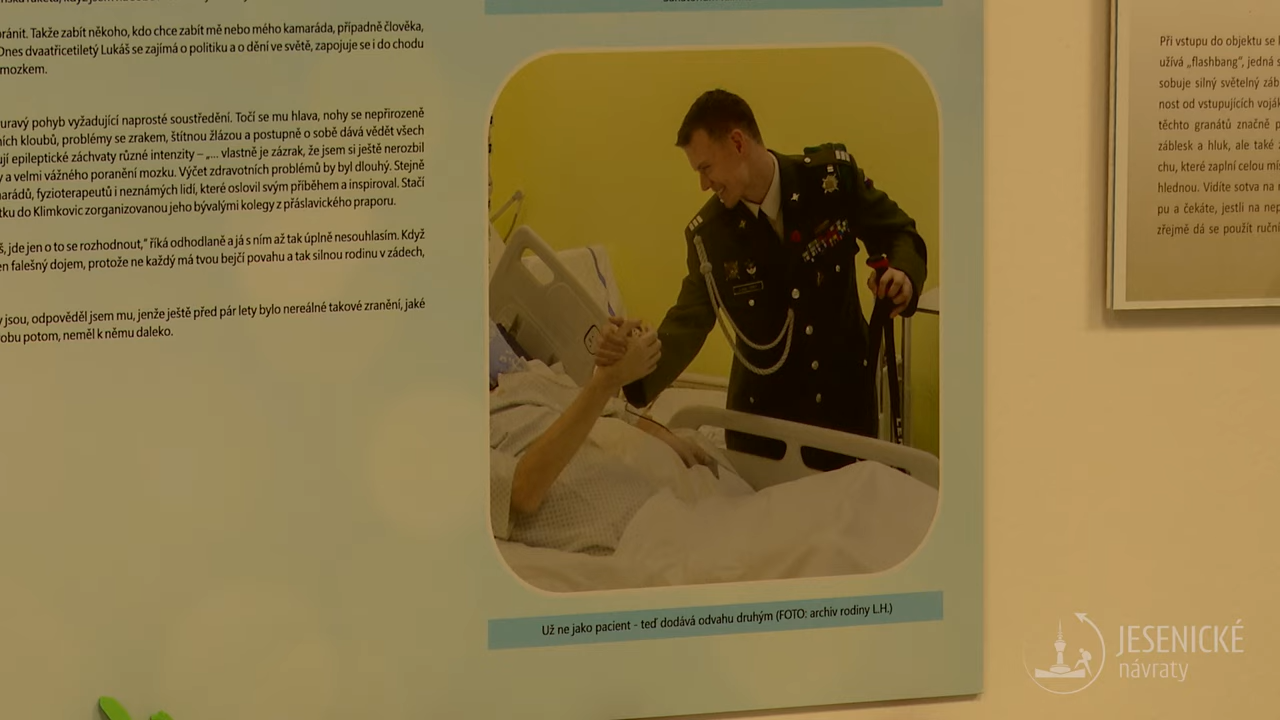 bránit. Takže zabít někoho, kdo chce zabít mě nebo mého kamaráda, případně člověka,
Dnes dvaatřicetiletý Lukáš se zajímá o politiku a o dění ve světě, zapojuje se i do chodu
mozkem.
uravý pohyb vyžadující naprosté soustředění. Točí se mu hlava, nohy se nepřirozeně
ních kloubů, problémy se zrakem, štítnou žlázou a postupně o sobě dává vědět všech
ují epileptické záchvaty různé intenzity – „... vlastně je zázrak, že jsem si ještě nerozbil
y a velmi vážného poranění mozku. Výčet zdravotních problémů by byl dlouhý. Stejně
marádů, fyzioterapeutů i neznámých lidí, které oslovil svým příběhem a inspiroval. Stačí
tku do Klimkovic zorganizovanou jeho bývalými kolegy z přáslavického praporu.
š, jde jen o to se rozhodnout,“ říká odhodlaně a já s ním až tak úplně nesouhlasím. Když
en falešný dojem, protože ne každý má tvou bejčí povahu a tak silnou rodinu v zádech,
y jsou, odpověděl jsem mu, jenže ještě před pár lety bylo nereálné takové zranění, jaké
obu potom, neměl k němu daleko.
Už ne jako pacient - teď dodává odvahu druhým (FOTO: archiv rodiny L.H.)
Při vstupu do objektu se
užívá „flashbang“, jedná s
sobuje silný světelný záb
nost od vstupujících voják
těchto granátů značně p
záblesk a hluk, ale také
chu, které zaplní celou mí
hlednou. Vidíte sotva na
pu a čekáte, jestli na nep
zřejmě dá se použít ruční
JESENICKÉ
návraty